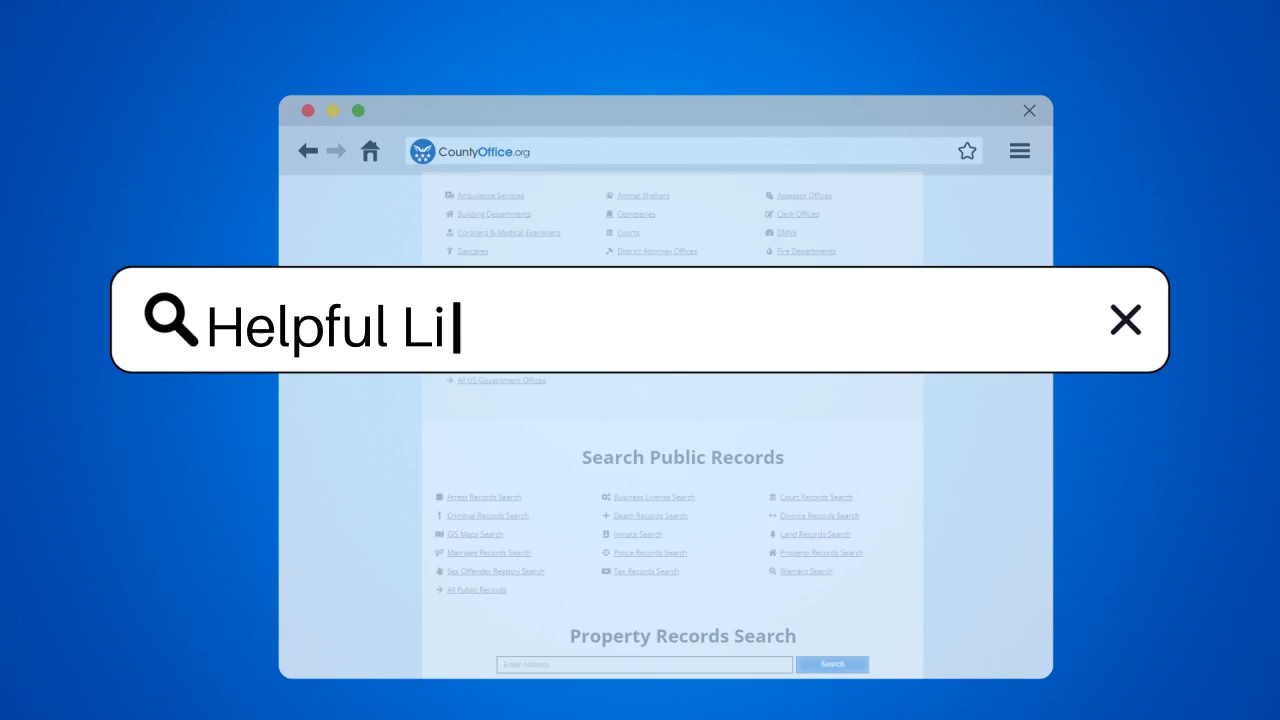 CountyOffice.org
Ambulance Services Animal Shelters Assessor Offices
Building Departments Cemeteries Clerk Offices
Coroners & Medical Examiners Courts DMVs
Daycares District Attorney Offices Fire Departments
Helpful Li
All US Government Offices
Search Public Records
Arrest Records Search Business License Search Court Records Search
Criminal Records Search Death Records Search Divorce Records Search
GIS Maps Search Inmate Search Land Records Search
Marriage Records Search Police Records Search Property Records Search
Sex Offender Registry Search Tax Records Search Warrant Search
All Public Records
Property Records Search
Enter Address Search